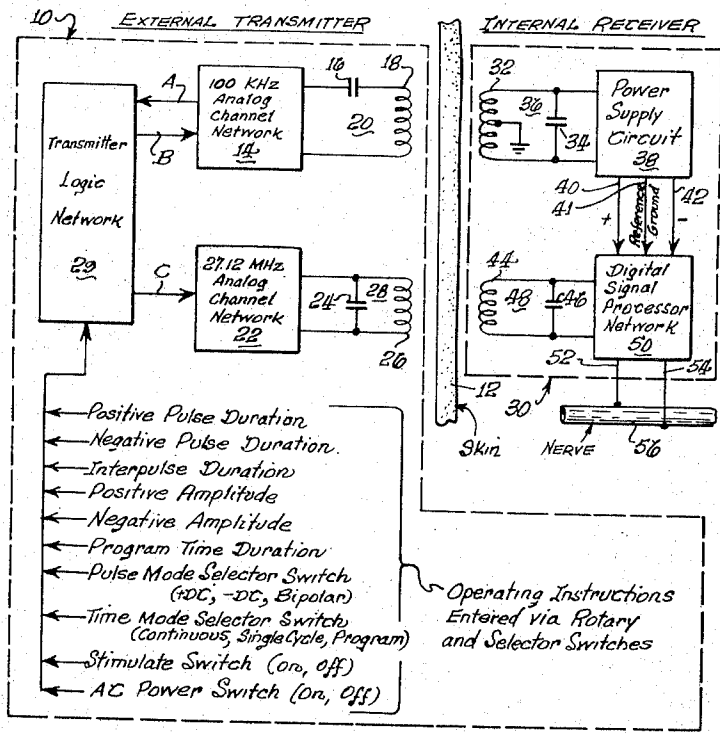 EXTERNAL TRANSMITTER
INTERNAL RECEIVER
10
Transmitter
Logic
Network
29
A
B
C
100 KHz
Analog
Channel
Network
14
16
18
20
27.12 MHz
Analog
Channel
Network
22
24
28
26
32
36
34
Power
Supply
Circuit
38
40
41
42
+
Reference
Ground
-
44
48
46
Digital
Signal
Processor
Network
50
52
54
12
30
Skin
NERVE
56
Positive Pulse Duration
Negative Pulse Duration.
Interpulse Duration
Positive Amplitude
Negative Amplitude
Program Time Duration
Pulse Mode Selector Switch
(+DC, -DC, Bipolar)
Time Mode Selector Switch
(Continuous, Single Cycle, Program)
Stimulate Switch (on, off)
AC Power Switch (On, Off)
Operating Instructions
Entered via Rotary
and Selector Switches